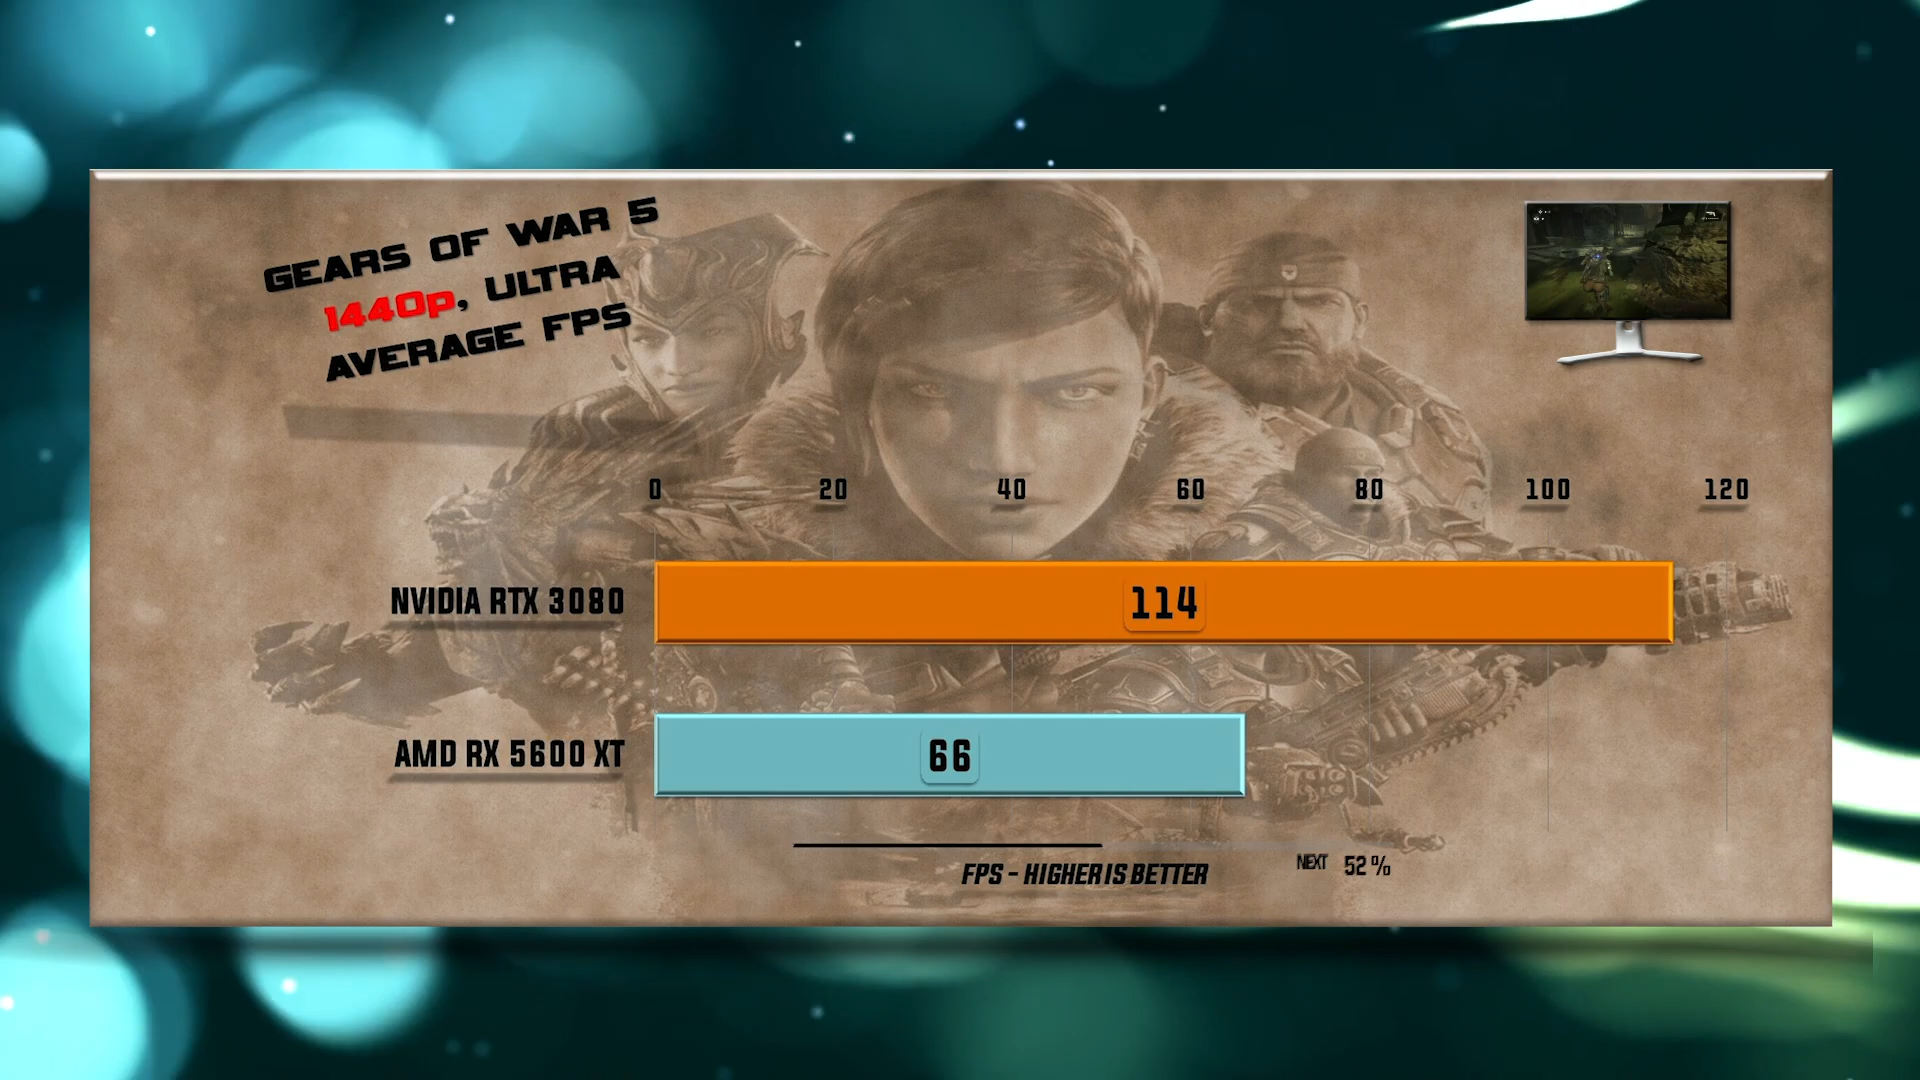 GEARS OF WAR 5
1440p, ULTRA
AVERAGE FPS
0 20 40 60 80 100 120
NVIDIA RTX 3080 114
AMD RX 5600 XT 66
FPS - HIGHER IS BETTER
NEXT 52 %